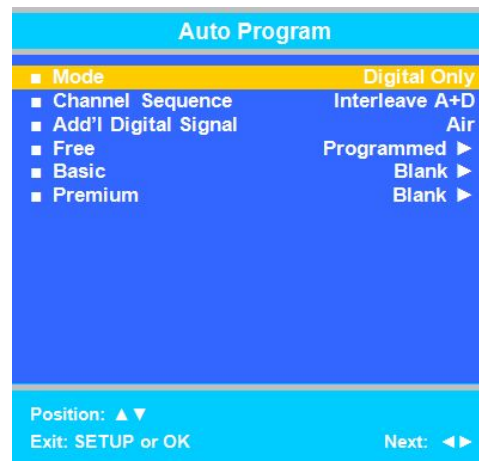 Auto Program
■ Mode Digital Only
■ Channel Sequence Interleave A+D
■ Add'l Digital Signal Air
■ Free Programmed ►
■ Basic Blank ►
■ Premium Blank ►
Position: ▲▼
Exit: SETUP or OK Next: ◄►